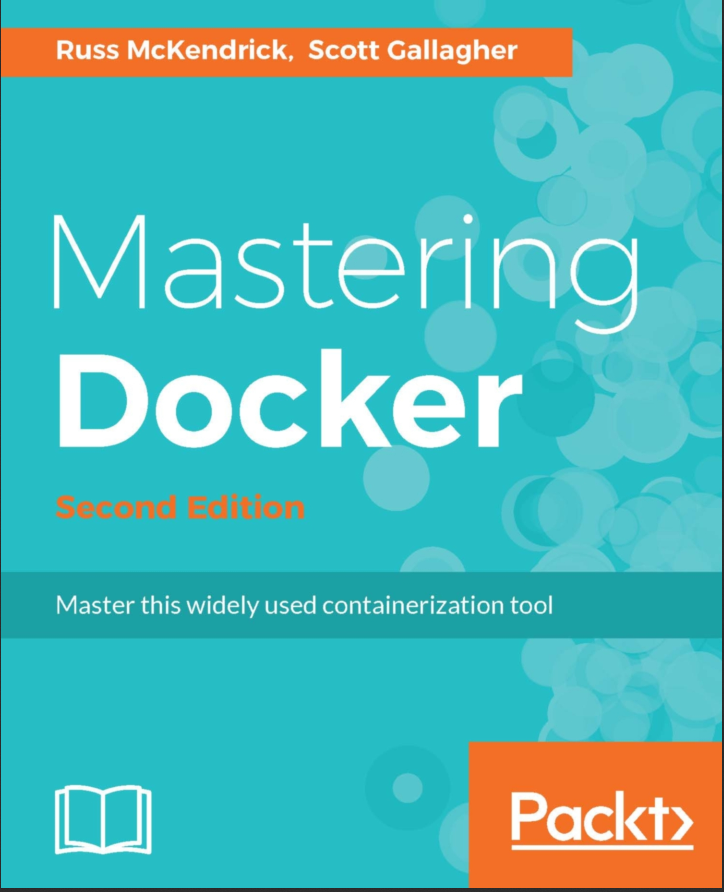 Russ McKendrick, Scott Gallagher
Mastering
Docker
Second Edition
Master this widely used containerization tool
Packt>